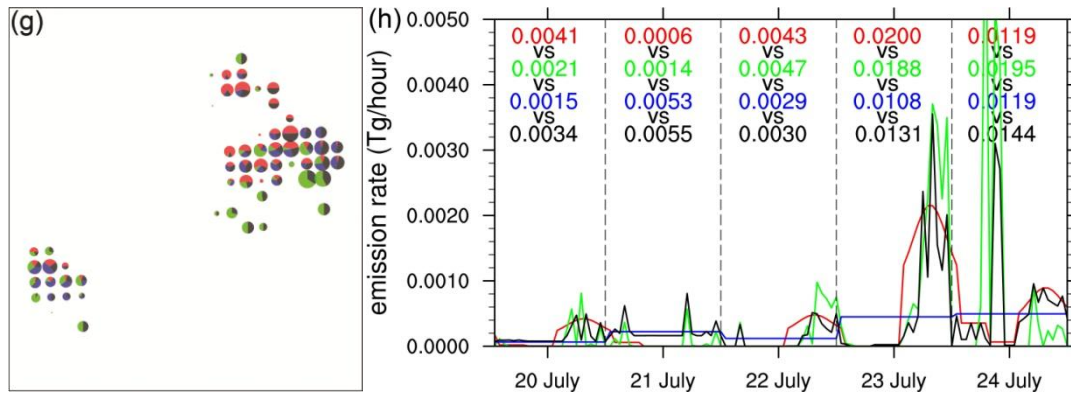 (g)
(h)
emission rate (Tg/hour)
0.0050
0.0040
0.0030
0.0020
0.0010
0.0000
0.0041 0.0006 0.0043 0.0200 0.0119
vs vs vs vs vs
0.0021 0.0014 0.0047 0.0188 0.0195
vs vs vs vs vs
0.0015 0.0053 0.0029 0.0108 0.0119
vs vs vs vs vs
0.0034 0.0055 0.0030 0.0131 0.0144
20 July 21 July 22 July 23 July 24 July